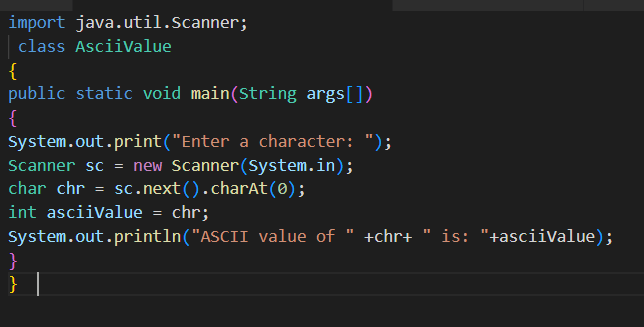 import java.util.Scanner;
class AsciiValue
{
public static void main(String args[])
{
System.out.print("Enter a character: ");
Scanner sc = new Scanner(System.in);
char chr = sc.next().charAt(0);
int asciiValue = chr;
System.out.println("ASCII value of " +chr+ " is: "+asciiValue);
}
}